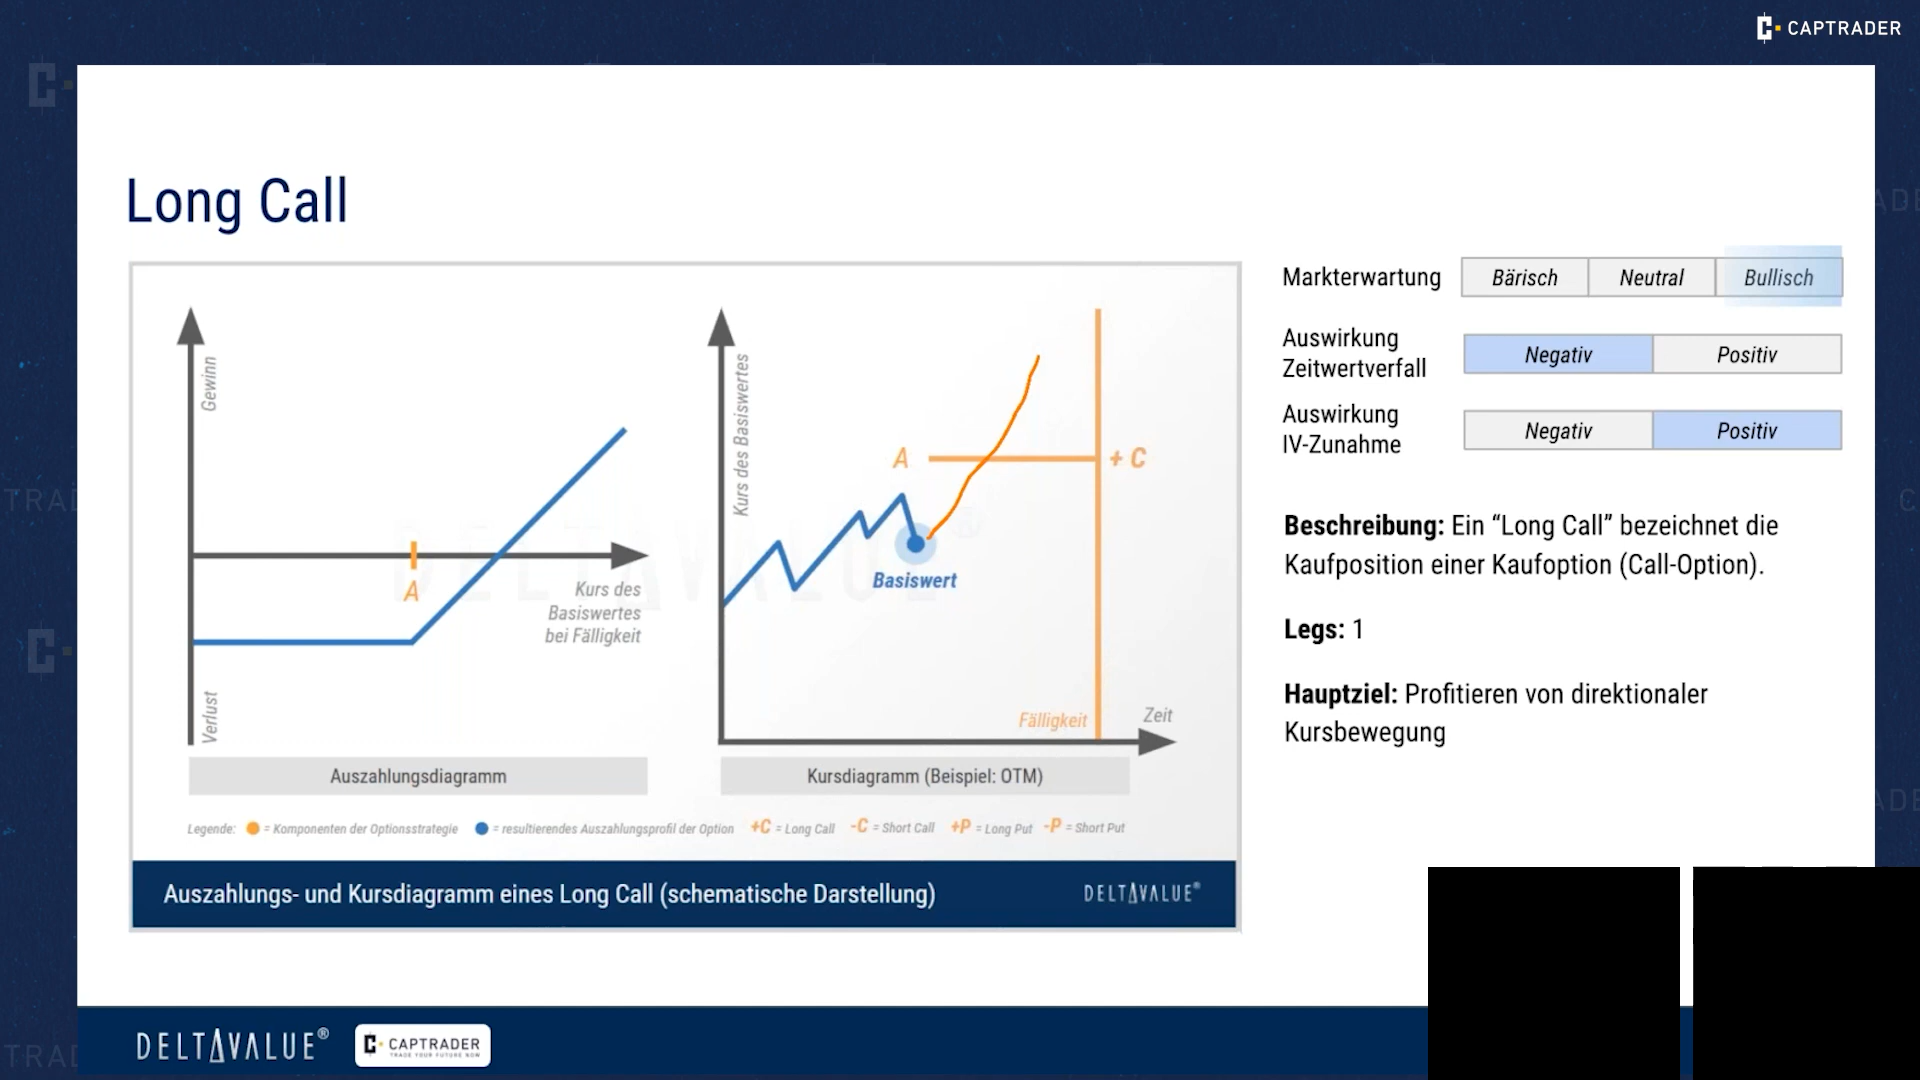 CAPTRADER
Long Call
Gewinn
Verlust
A
Kurs des
Basiswertes
bei Fälligkeit
Auszahlungsdiagramm
Kurs des Basiswertes
A
+ C
Basiswert
Fälligkeit
Zeit
Kursdiagramm (Beispiel: OTM)
Legende: = Komponenten der Optionsstrategie = resultierendes Auszahlungsprofil der Option +C = Long Call -C = Short Call +P = Long Put -P = Short Put
Auszahlungs- und Kursdiagramm eines Long Call (schematische Darstellung)
DELTAVALUE®
Markterwartung
Bärisch Neutral Bullisch
Auswirkung
Zeitwertverfall
Negativ Positiv
Auswirkung
IV-Zunahme
Negativ Positiv
Beschreibung: Ein “Long Call” bezeichnet die
Kaufposition einer Kaufoption (Call-Option).
Legs: 1
Hauptziel: Profitieren von direktionaler
Kursbewegung
DELTAVALUE®
CAPTRADER
TRADE YOUR FUTURE NOW